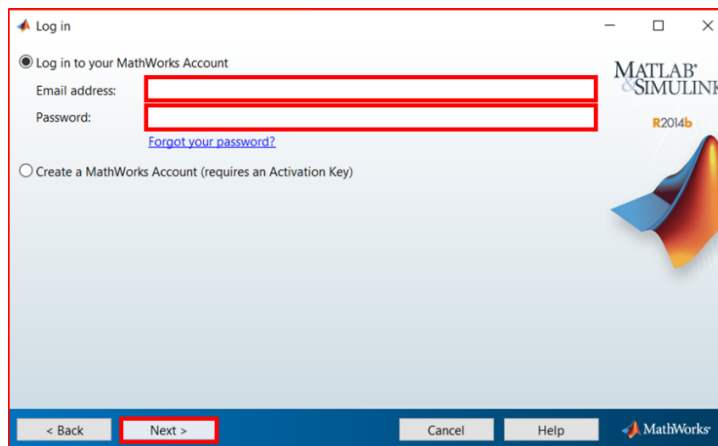 Log in
Log in to your MathWorks Account
MATLAB®
&SIMULINK
Email address:
Password:
R2014b
Forgot your password?
Create a MathWorks Account (requires an Activation Key)
< Back
Next >
Cancel
Help
MathWorks®